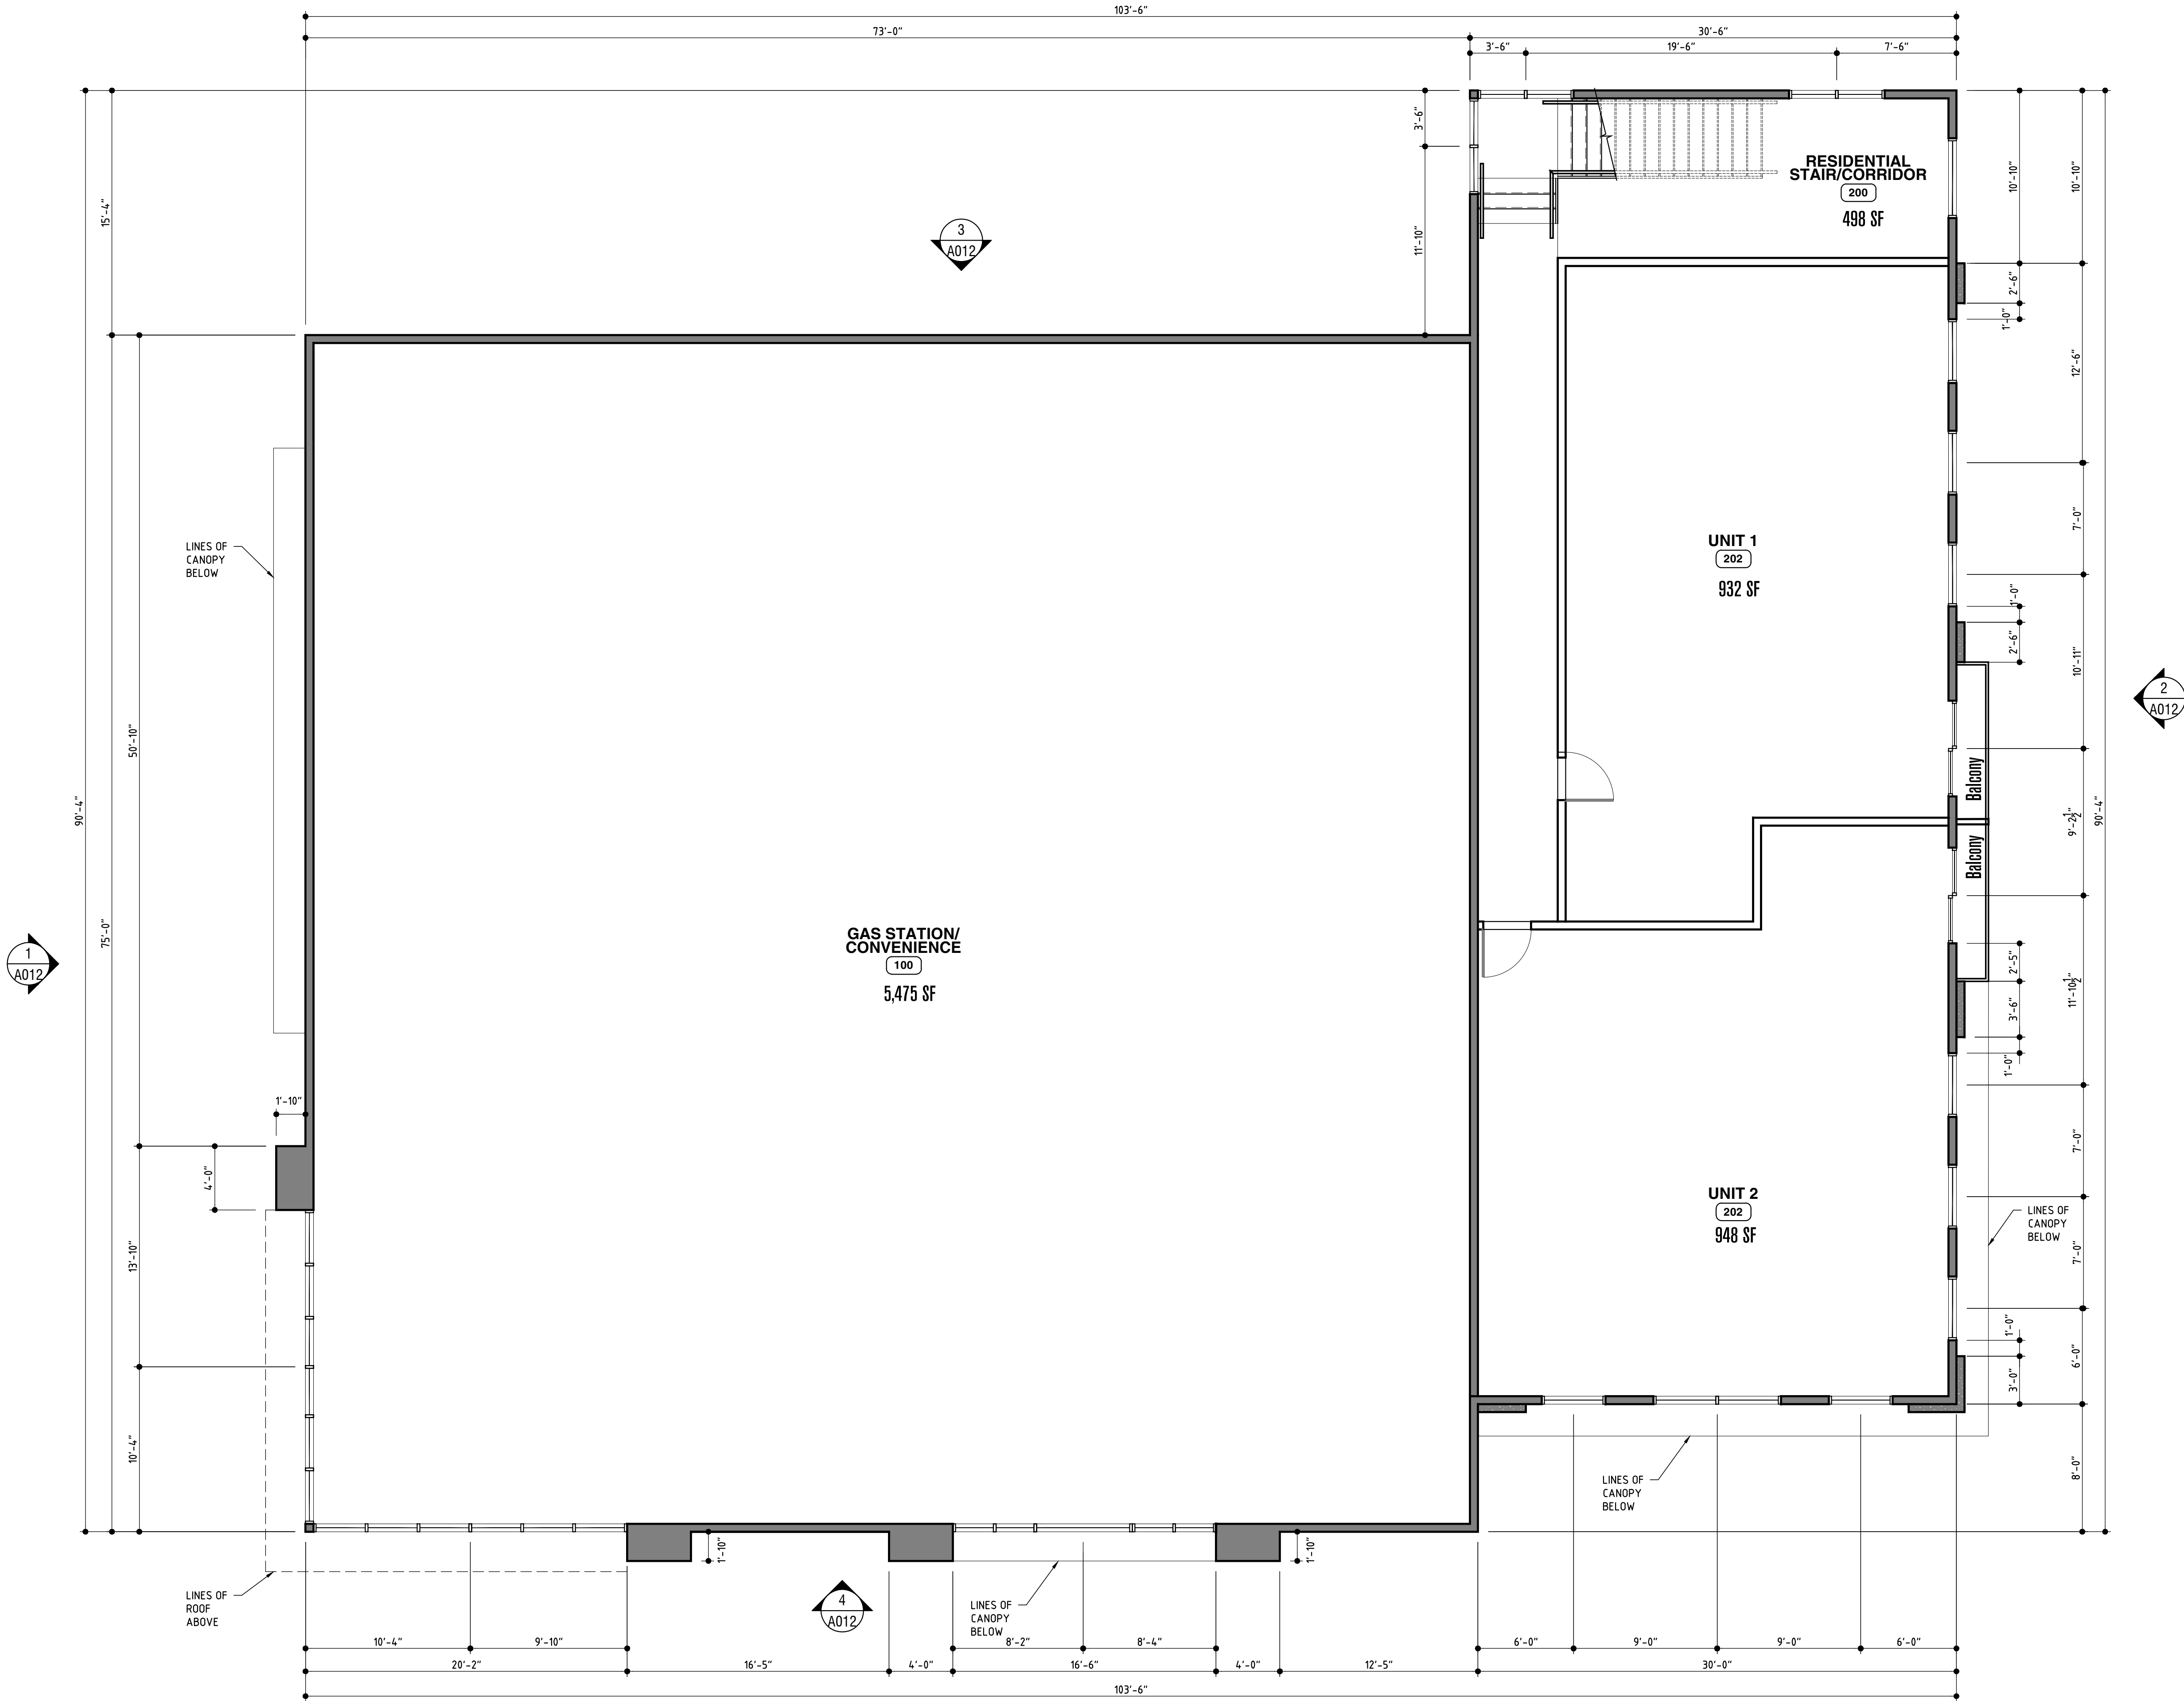 103'-6"
73'-0"
30'-6"
3'-6"
19'-6"
7'-6"
3'-6"
11'-10"
15'-4"
90'-4"
75'-0"
50'-10"
13'-10"
10'-4"
4'-0"
1'-10"
3
A012
RESIDENTIAL
STAIR/CORRIDOR
200
498 SF
10'-10"
10'-10"
2'-6"
1'-0"
12'-6"
7'-0"
1'-0"
2'-6"
10'-11"
9'-2 1/2"
90'-4"
2'-5"
3'-6"
1'-0"
11'-10 1/2"
7'-0"
7'-0"
1'-0"
3'-0"
6'-0"
8'-0"
LINES OF
CANOPY
BELOW
UNIT 1
202
932 SF
2
A012
Balcony
Balcony
GAS STATION/
CONVENIENCE
100
5,475 SF
1
A012
UNIT 2
202
948 SF
LINES OF
CANOPY
BELOW
LINES OF
CANOPY
BELOW
1'-10"
1'-10"
LINES OF
ROOF
ABOVE
4
A012
LINES OF
CANOPY
BELOW
10'-4"
9'-10"
8'-2"
8'-4"
6'-0"
9'-0"
9'-0"
6'-0"
20'-2"
16'-5"
4'-0"
16'-6"
4'-0"
12'-5"
30'-0"
103'-6"